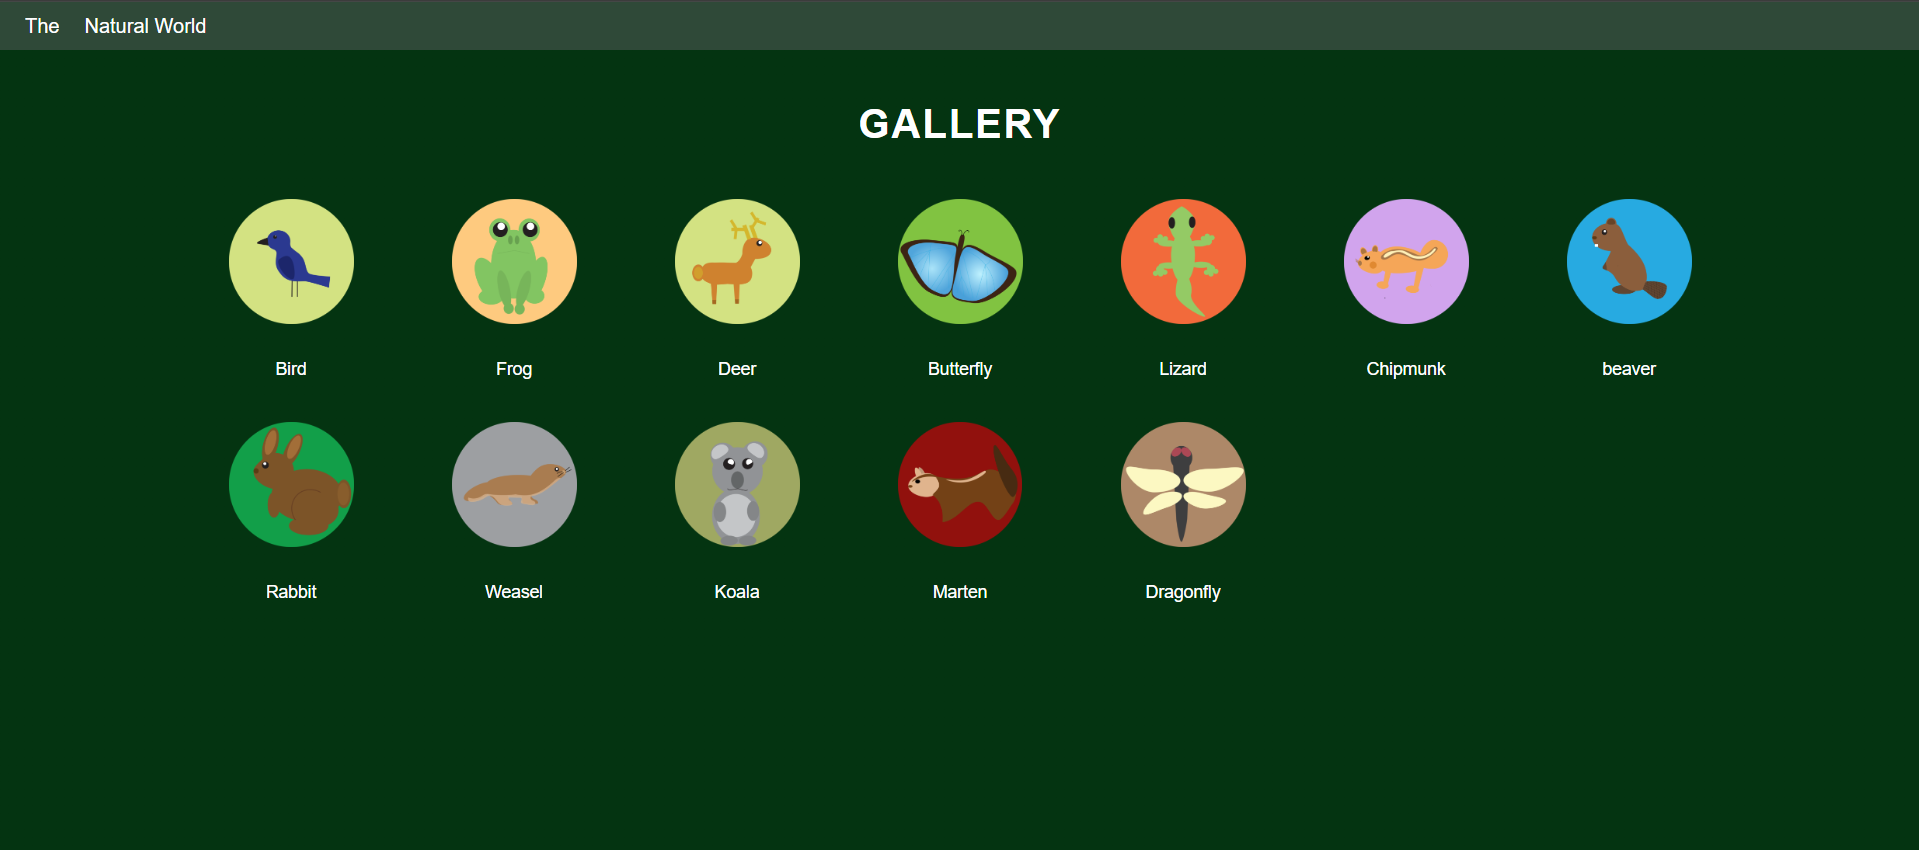 The Natural World
GALLERY
Bird Frog Deer Butterfly Lizard Chipmunk beaver
Rabbit Weasel Koala Marten Dragonfly